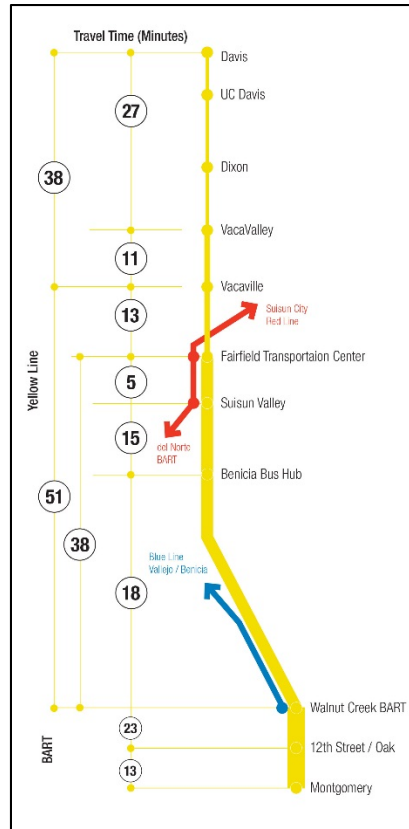 Travel Time (Minutes)
Davis
UC Davis
27
Dixon
38
VacaValley
11
Vacaville
13
Suisun City
Red Line
Fairfield Transportaion Center
5
Suisun Valley
Yellow Line
15
del Norte
BART
Benicia Bus Hub
51
38
Blue Line
Vallejo / Benicia
18
Walnut Creek BART
23
BART
12th Street / Oak
13
Montgomery